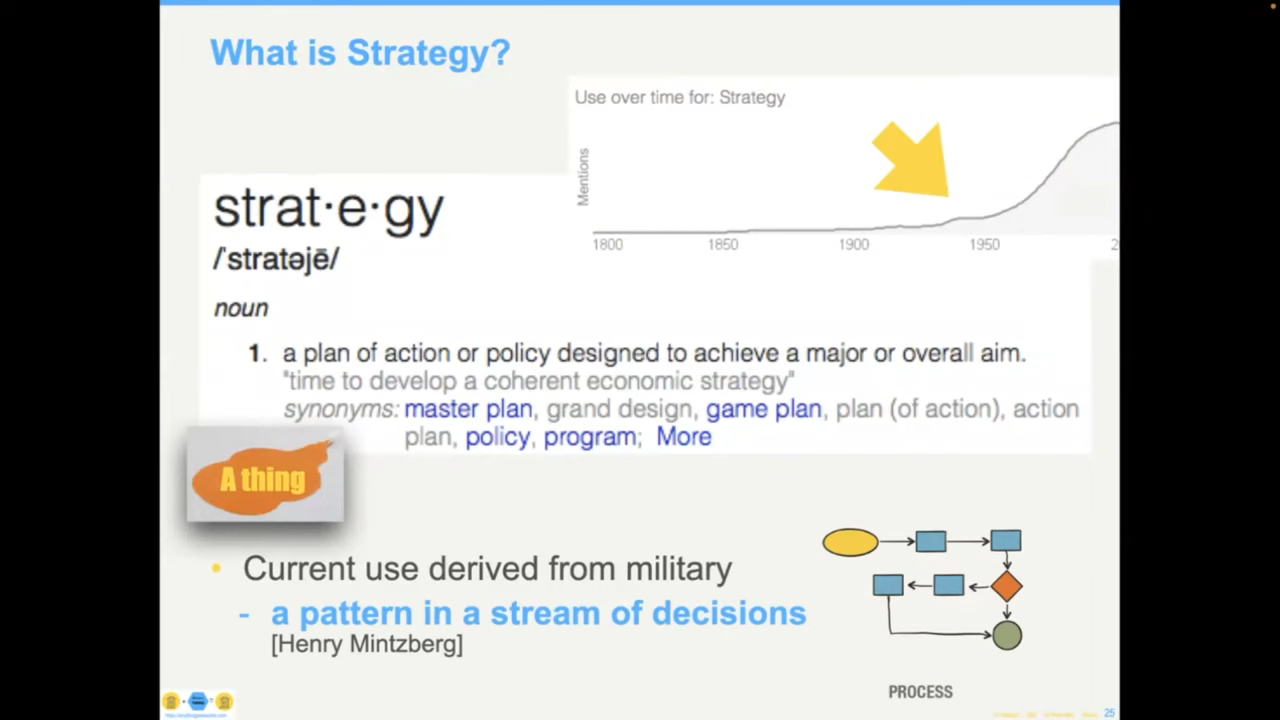 What is Strategy?
Use over time for: Strategy
Mentions
1800 1850 1900 1950 2
strat·e·gy
/ˈstratəjē/
noun
1. a plan of action or policy designed to achieve a major or overall aim.
"time to develop a coherent economic strategy"
synonyms: master plan, grand design, game plan, plan (of action), action
plan, policy, program; More
A thing
• Current use derived from military
- a pattern in a stream of decisions
[Henry Mintzberg]
PROCESS
25